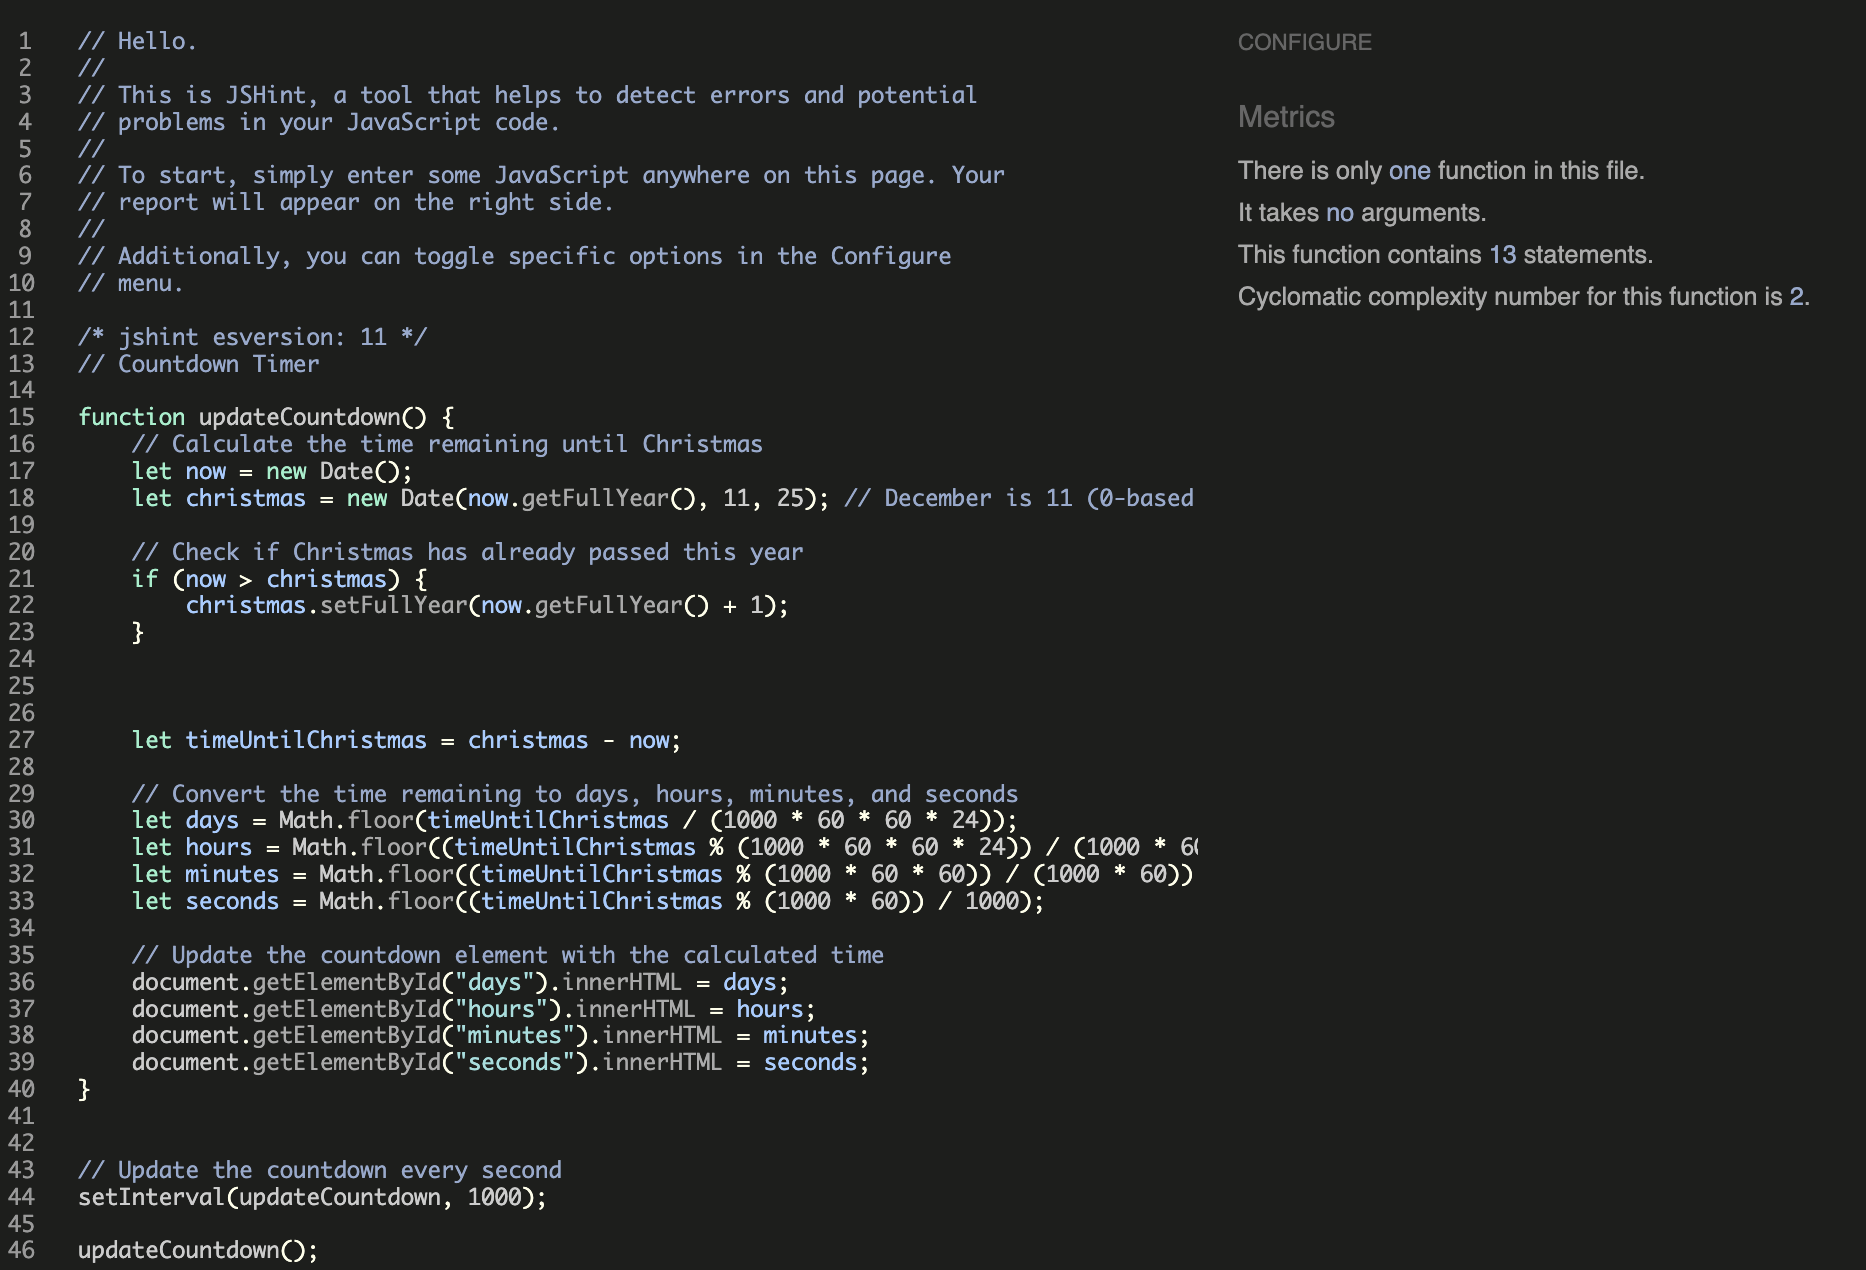 1 // Hello.
2 //
3 // This is JSHint, a tool that helps to detect errors and potential
4 // problems in your JavaScript code.
5 //
6 // To start, simply enter some JavaScript anywhere on this page. Your
7 // report will appear on the right side.
8 //
9 // Additionally, you can toggle specific options in the Configure
10 // menu.
11
12 /* jshint esversion: 11 */
13 // Countdown Timer
14
15 function updateCountdown() {
16     // Calculate the time remaining until Christmas
17     let now = new Date();
18     let christmas = new Date(now.getFullYear(), 11, 25); // December is 11 (0-based
19
20     // Check if Christmas has already passed this year
21     if (now > christmas) {
22         christmas.setFullYear(now.getFullYear() + 1);
23     }
24
25
26
27     let timeUntilChristmas = christmas - now;
28
29     // Convert the time remaining to days, hours, minutes, and seconds
30     let days = Math.floor(timeUntilChristmas / (1000 * 60 * 60 * 24));
31     let hours = Math.floor((timeUntilChristmas % (1000 * 60 * 60 * 24)) / (1000 * 60
32     let minutes = Math.floor((timeUntilChristmas % (1000 * 60 * 60)) / (1000 * 60))
33     let seconds = Math.floor((timeUntilChristmas % (1000 * 60)) / 1000);
34
35     // Update the countdown element with the calculated time
36     document.getElementById("days").innerHTML = days;
37     document.getElementById("hours").innerHTML = hours;
38     document.getElementById("minutes").innerHTML = minutes;
39     document.getElementById("seconds").innerHTML = seconds;
40 }
41
42
43 // Update the countdown every second
44 setInterval(updateCountdown, 1000);
45
46 updateCountdown();
CONFIGURE
Metrics
There is only one function in this file.
It takes no arguments.
This function contains 13 statements.
Cyclomatic complexity number for this function is 2.